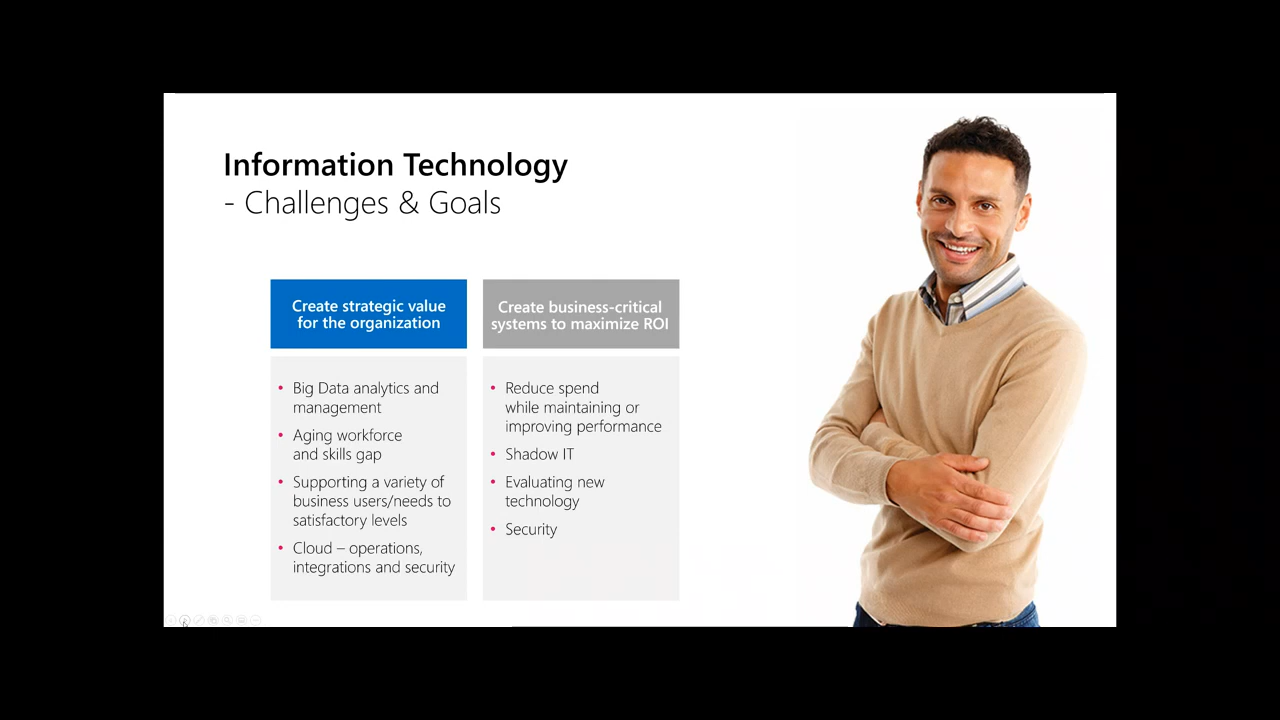 Information Technology
- Challenges & Goals
Create strategic value
for the organization
• Big Data analytics and
management
• Aging workforce
and skills gap
• Supporting a variety of
business users/needs to
satisfactory levels
• Cloud – operations,
integrations and security
Create business-critical
systems to maximize ROI
• Reduce spend
while maintaining or
improving performance
• Shadow IT
• Evaluating new
technology
• Security